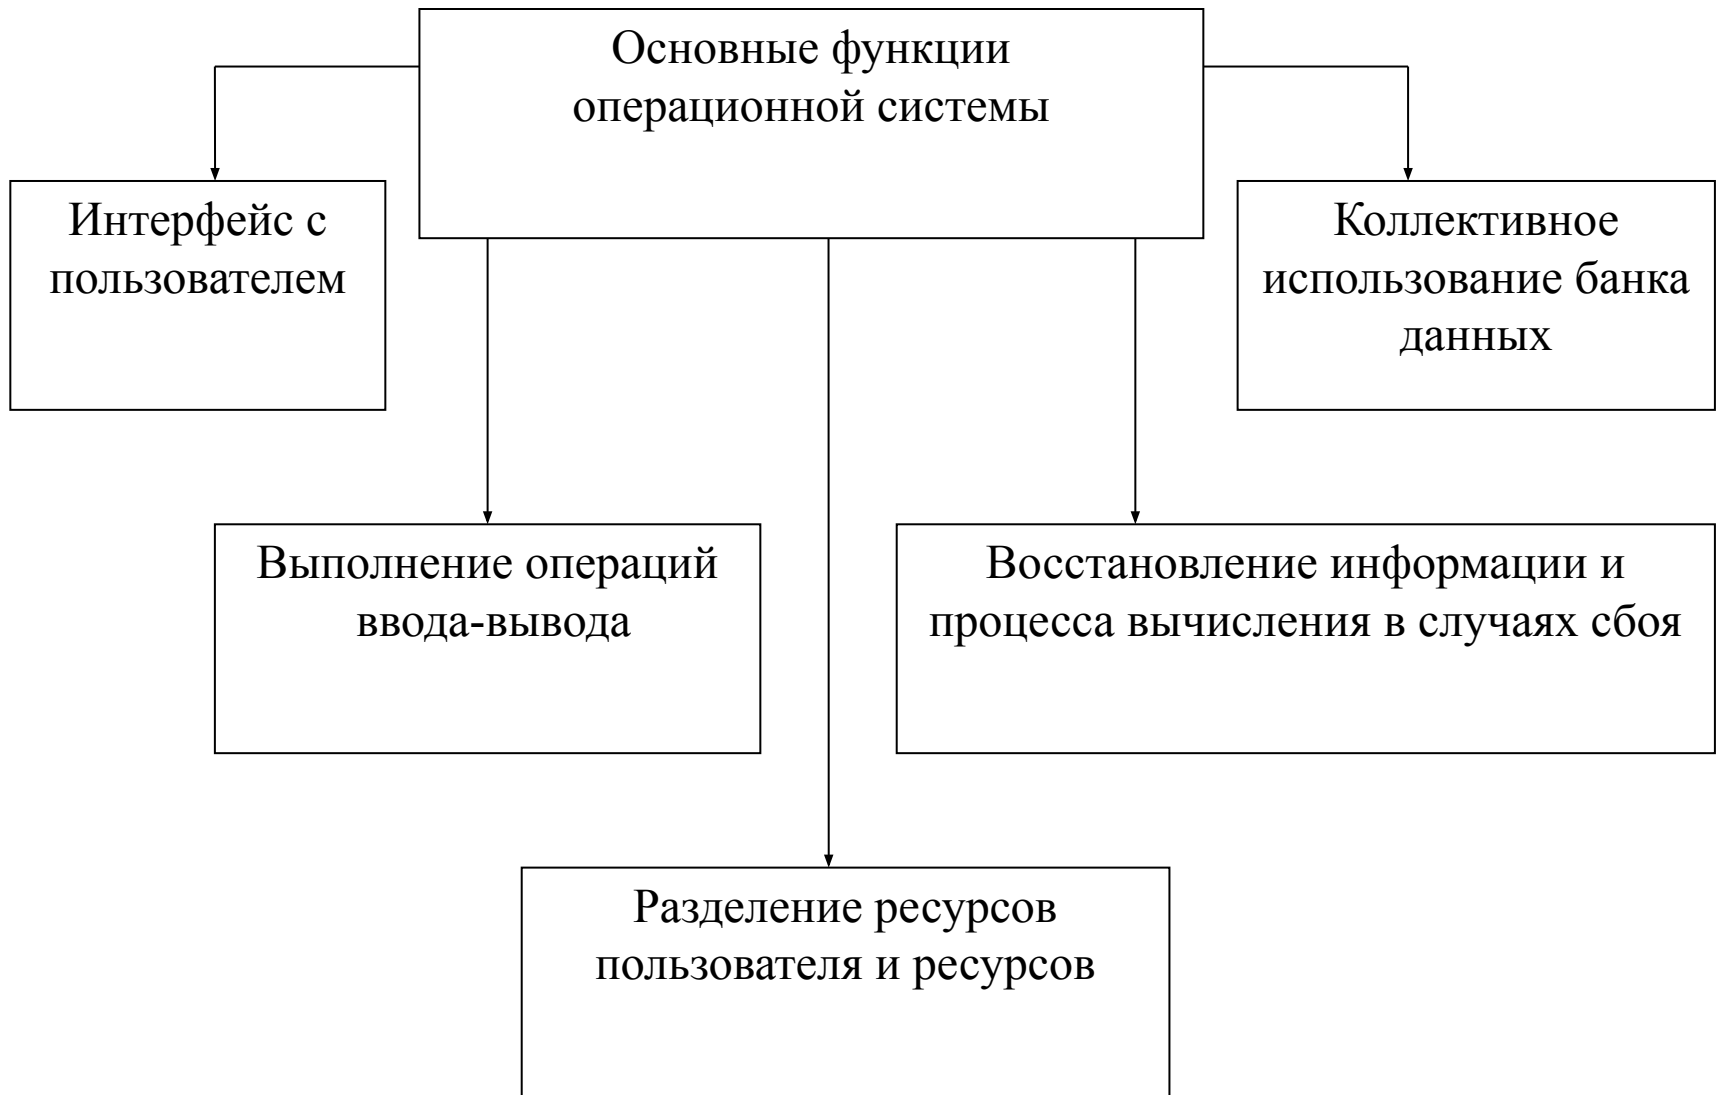 Основные функции
операционной системы
Интерфейс с
пользователем
Коллективное
использование банка
данных
Выполнение операций
ввода-вывода
Восстановление информации и
процесса вычисления в случаях сбоя
Разделение ресурсов
пользователя и ресурсов